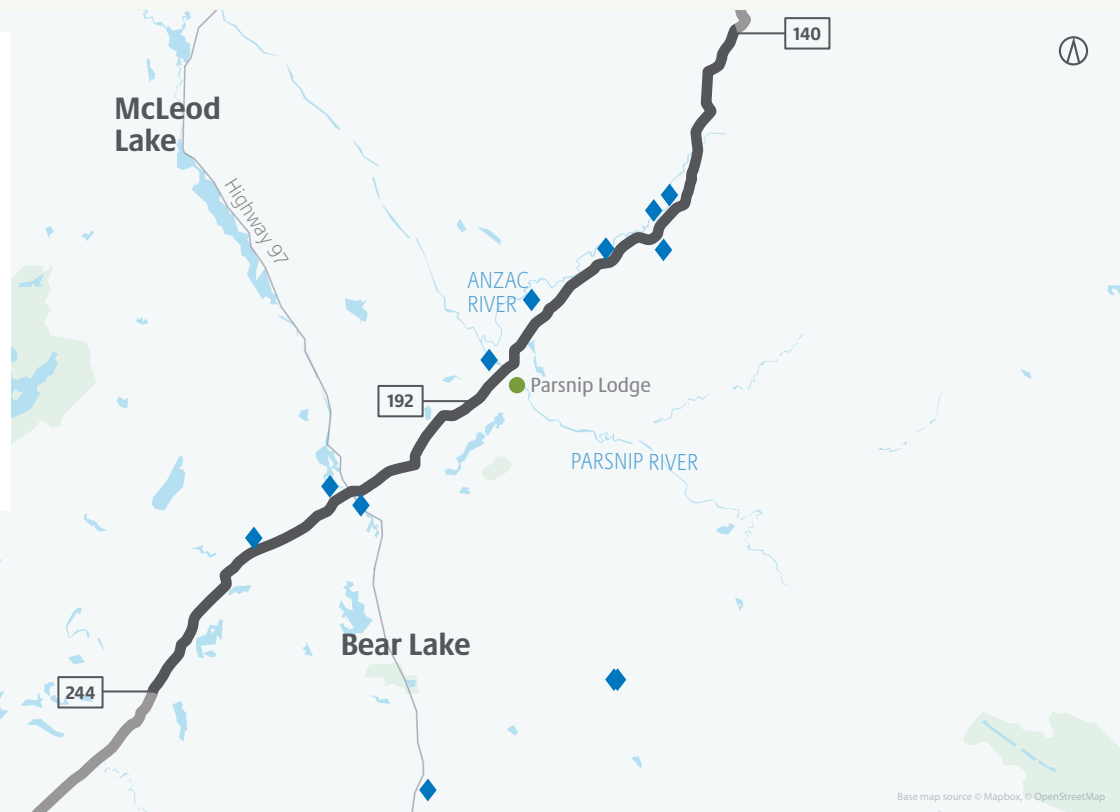 140
McLeod
Lake
Highway 97
ANZAC
RIVER
Parsnip Lodge
192
PARSNIP RIVER
Bear Lake
244
Base map source © Mapbox, © OpenStreetMap